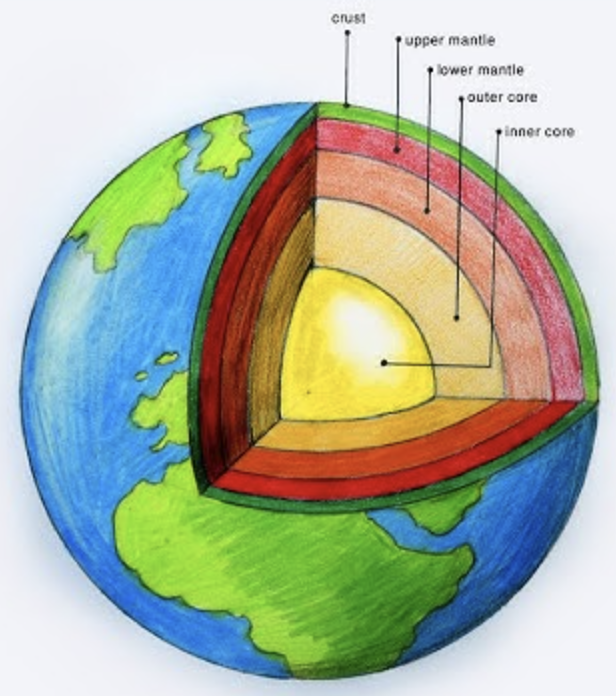 crust
upper mantle
lower mantle
outer core
inner core